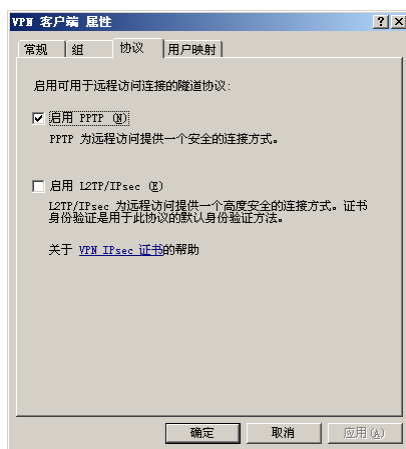 VPN 客户端 属性
常规 组 协议 用户映射
启用可用于远程访问连接的隧道协议:
启用 PPTP (N)
PPTP 为远程访问提供一个安全的连接方式。
启用 L2TP/IPsec (E)
L2TP/IPsec 为远程访问提供一个高度安全的连接方式。证书
身份验证是用于此协议的默认身份验证方法。
关于 VPN IPsec 证书的帮助
确定 取消 应用(A)